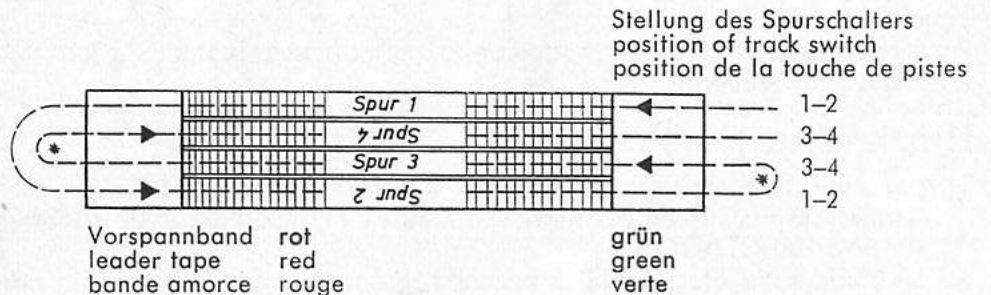 Stellung des Spurschalters
position of track switch
position de la touche de pistes
Spur 1
1–2
Spur 4
3–4
Spur 3
3–4
*
*
Spur 2
1–2
Vorspannband rot
leader tape red
bande amorce rouge
grün
green
verte